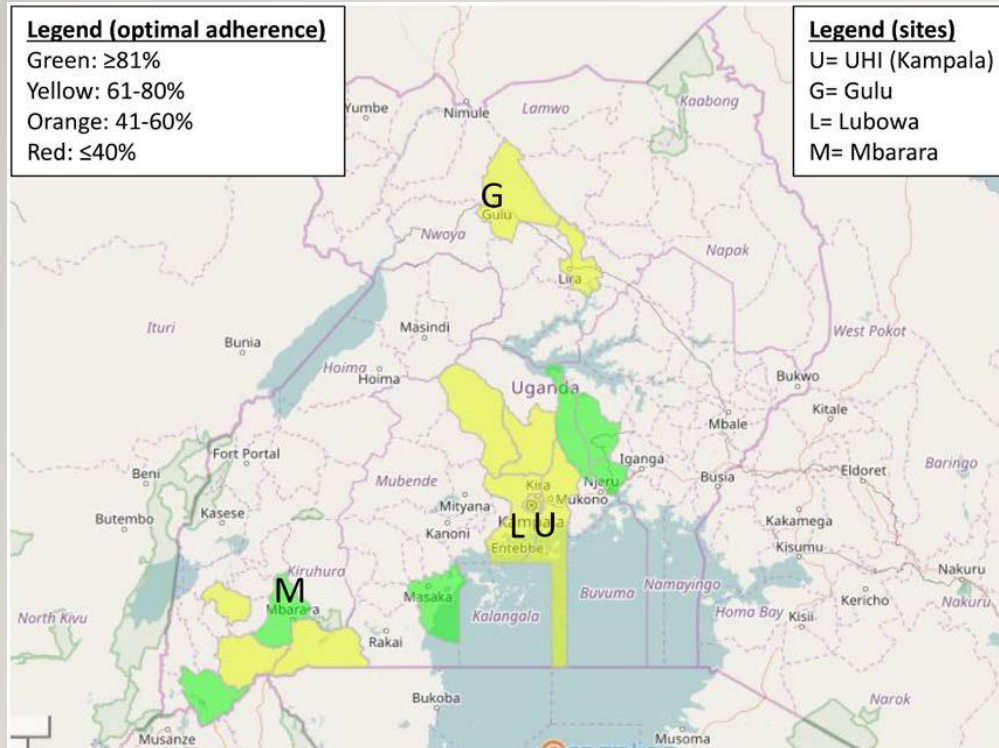 Legend (optimal adherence)
Green: ≥81%
Yellow: 61-80%
Orange: 41-60%
Red: ≤40%
Legend (sites)
U= UHI (Kampala)
G= Gulu
L= Lubowa
M= Mbarara
Yumbe
Nimule
Lamwo
Kaabong
G
Gulu
Nwoya
Napak
Lira
Ituri
Bunia
Masindi
West Pokot
Hoima
Hoima
Uganda
Bukwo
Kitale
Mbale
Fort Portal
Beni
Mubende
Iganga
Eldoret
Baringo
Kira
Njeru
Busia
Butembo
Kasese
Mityana
Mukono
Kakamega
Kanoni
L U
Entebbe
Kisumu
Nakuru
Kiruhura
M
Mbarara
Masaka
Kalangala
Buvuma
Namayingo
Homa Bay
Kericho
Nakuru
North Kivu
Rakai
Kisii
Bukoba
Narok
Musanze
Musoma